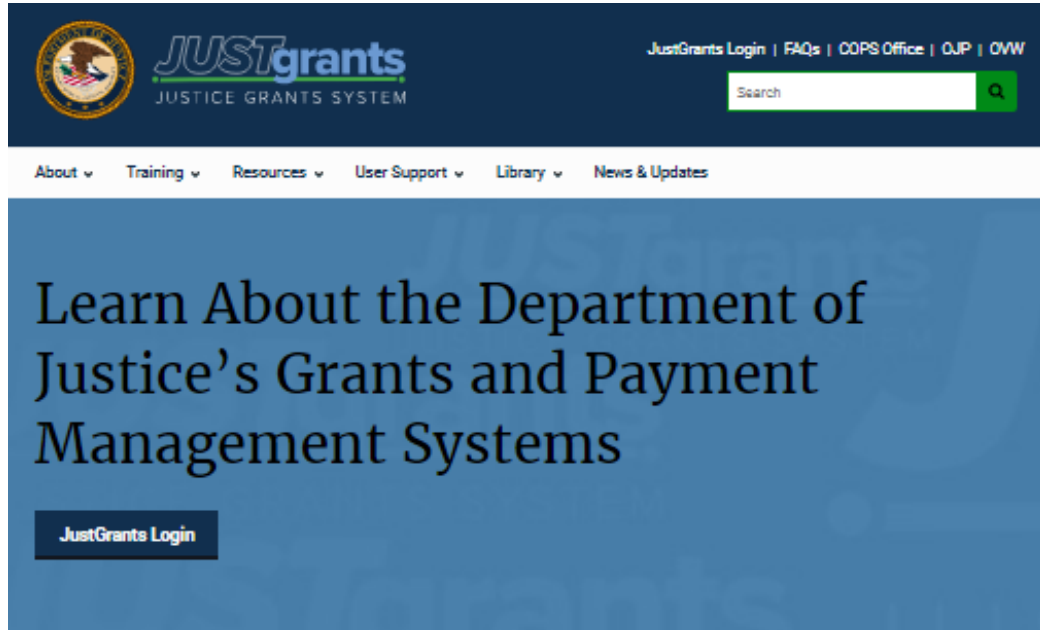 JUSTgrants
JUSTICE GRANTS SYSTEM
JustGrants Login | FAQs | COPS Office | OJP | OVW
Search
About Training Resources User Support Library News & Updates
Learn About the Department of
Justice’s Grants and Payment
Management Systems
JustGrants Login